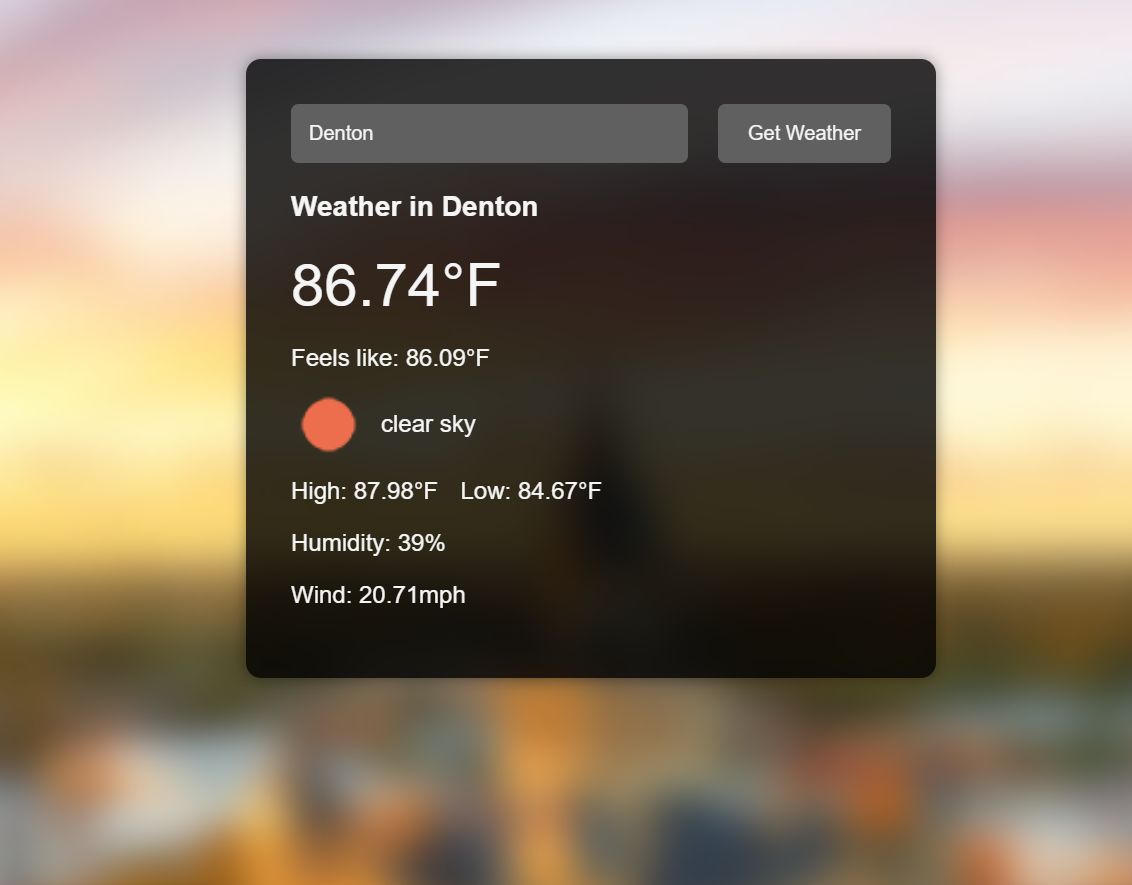 Denton
Get Weather
Weather in Denton
86.74°F
Feels like: 86.09°F
clear sky
High: 87.98°F Low: 84.67°F
Humidity: 39%
Wind: 20.71mph